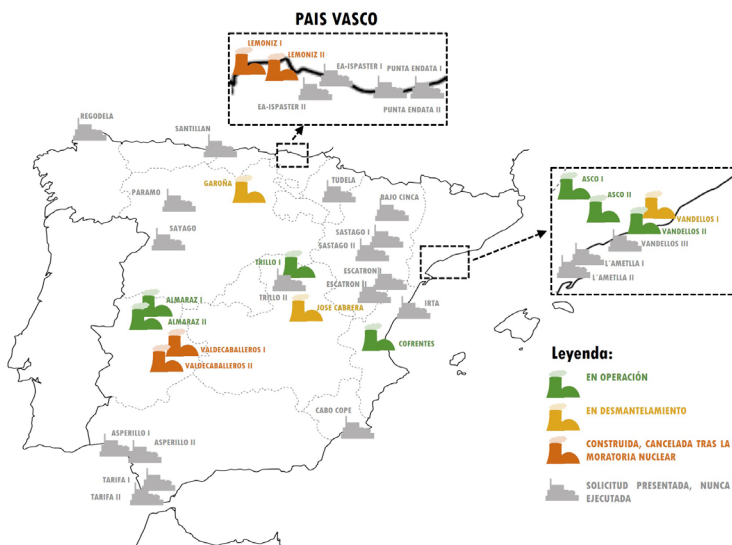 PAIS VASCO
LEMONIZ I
LEMONIZ II
EA-ISPASTER I
PUNTA ENDATA I
EA-ISPASTER II
PUNTA ENDATA II
REGODELA
SANTILLAN
GAROÑA
TUDELA
PARAMO
BAJO CINCA
SAYAGO
SASTAGO I
SASTAGO II
ASCO I
ASCO II
VANDELLOS I
VANDELLOS II
VANDELLOS III
L'AMETLLA I
L'AMETLLA II
TRILLO I
TRILLO II
ESCATRON I
ESCATRON II
ALMARAZ I
ALMARAZ II
JOSE CABRERA
IRTA
COFRENTES
VALDECABALLEROS I
VALDECABALLEROS II
CABO COPE
ASPERILLO I
ASPERILLO II
TARIFA I
TARIFA II
Leyenda:
EN OPERACIÓN
EN DESMANTELAMIENTO
CONSTRUIDA, CANCELADA TRAS LA
MORATORIA NUCLEAR
SOLICITUD PRESENTADA, NUNCA
EJECUTADA